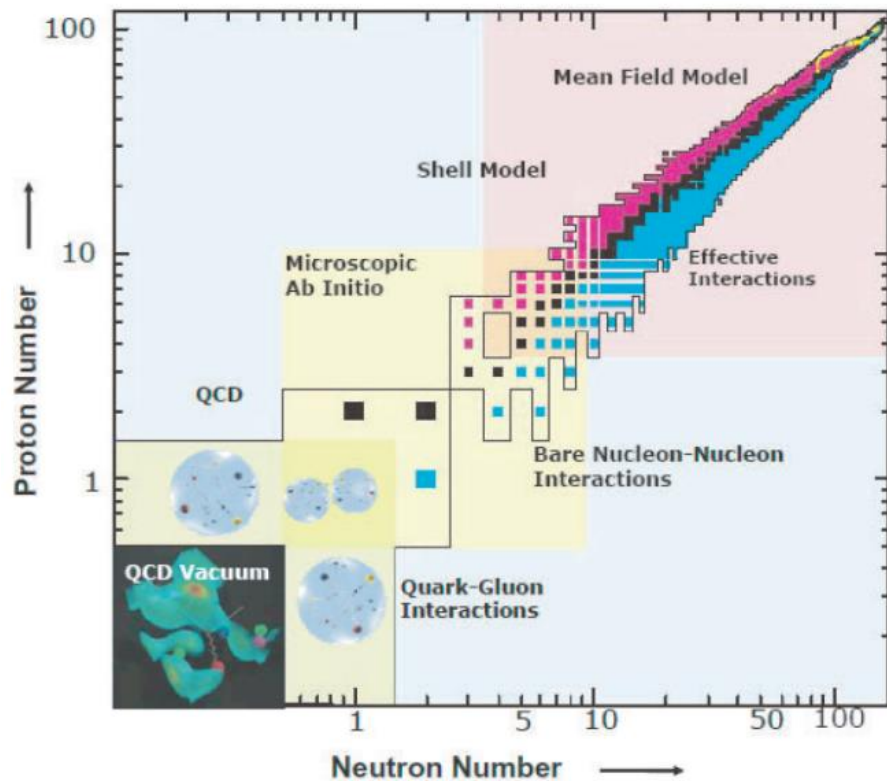 100
Mean Field Model
Shell Model
10
Microscopic
Ab Initio
Effective
Interactions
QCD
Bare Nucleon-Nucleon
Interactions
1
QCD Vacuum
Quark-Gluon
Interactions
Proton Number
1 5 10 50 100
Neutron Number